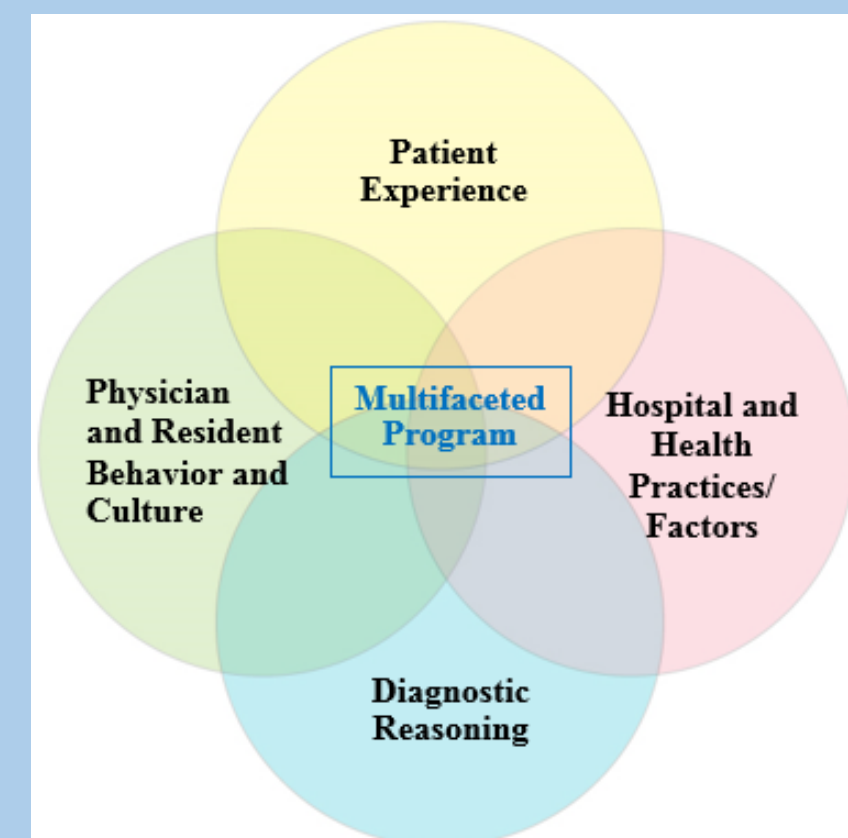 Patient
Experience
Physician
and Resident
Behavior and
Culture
Multifaceted
Program
Hospital and
Health
Practices/
Factors
Diagnostic
Reasoning